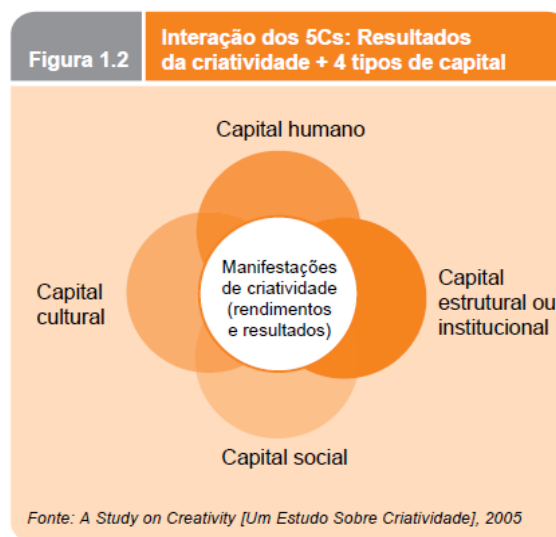 Figura 1.2
Interação dos 5Cs: Resultados
da criatividade + 4 tipos de capital
Capital humano
Capital
cultural
Manifestações
de criatividade
(rendimentos
e resultados)
Capital
estrutural ou
institucional
Capital social
Fonte: A Study on Creativity [Um Estudo Sobre Criatividade], 2005